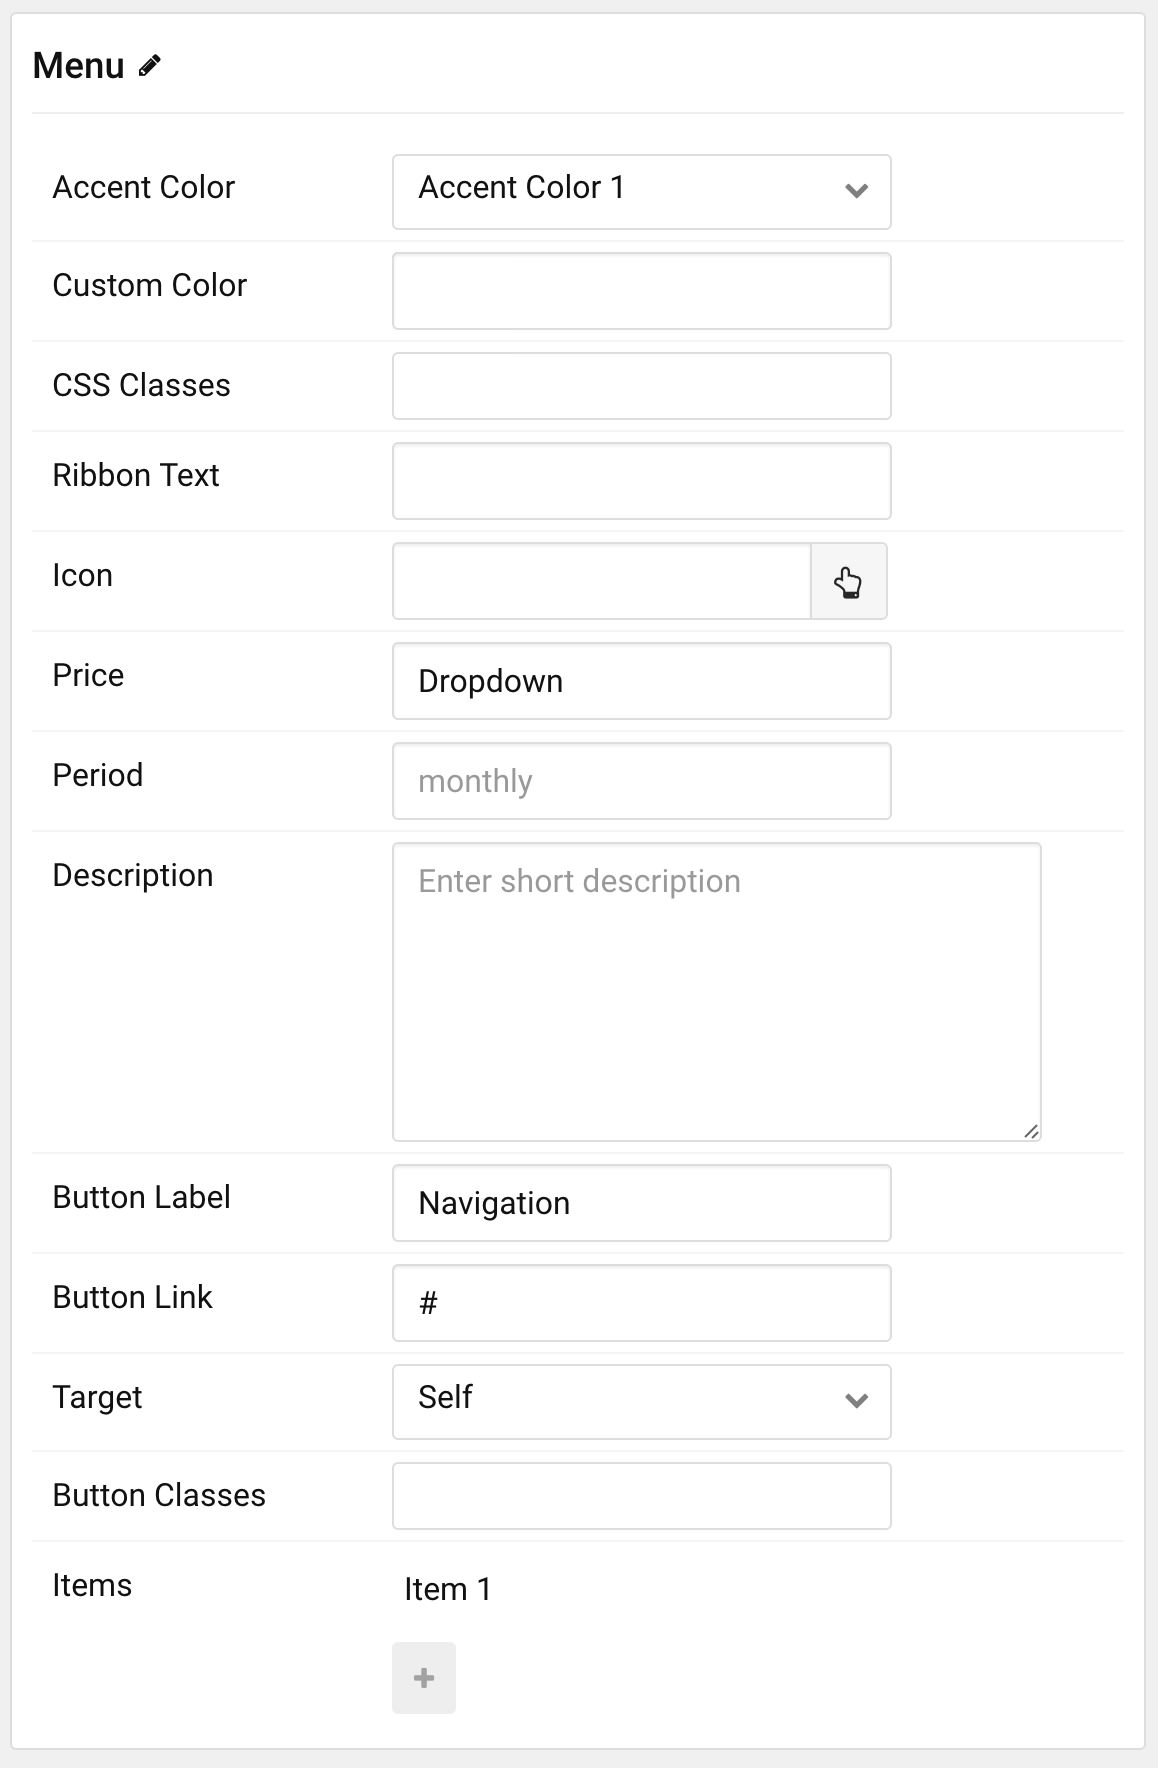 Menu
Accent Color
Accent Color 1
Custom Color
CSS Classes
Ribbon Text
Icon
Price
Dropdown
Period
monthly
Description
Enter short description
Button Label
Navigation
Button Link
#
Target
Self
Button Classes
Items
Item 1